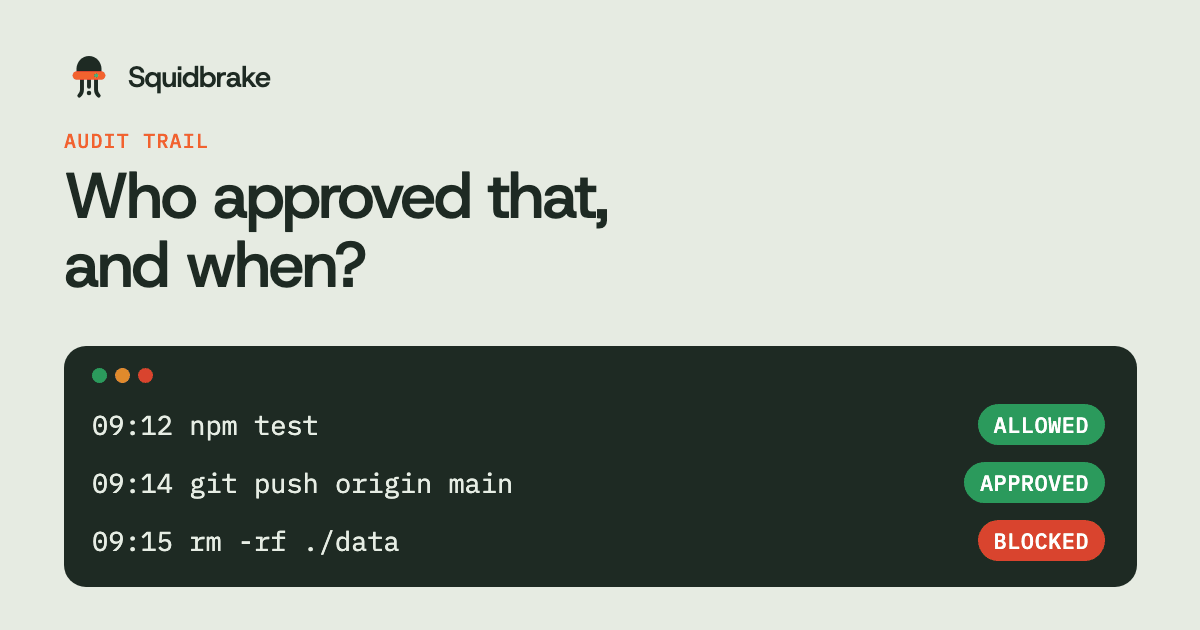 Squidbrake
AUDIT TRAIL
Who approved that,
and when?
09:12 npm test ALLOWED
09:14 git push origin main APPROVED
09:15 rm -rf ./data BLOCKED